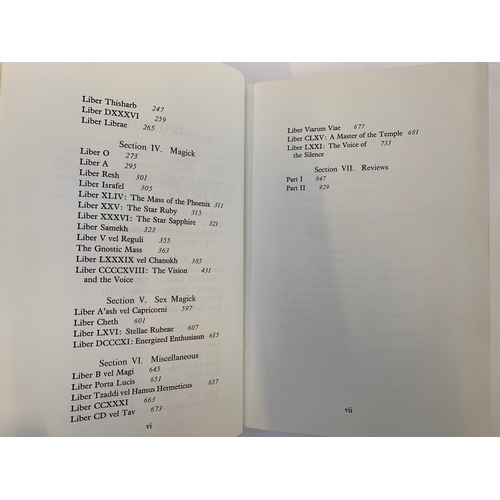 Liber Thisharb 247
Liber DXXXVI 259
Liber Librae 265
Section IV. Magick
Liber O 273
Liber A 295
Liber Resh 301
Liber Israfel 305
Liber XLIV: The Mass of the Phoenix 311
Liber XXV: The Star Ruby 315
Liber XXXVI: The Star Sapphire 321
Liber Samekh 323
Liber V vel Reguli 355
The Gnostic Mass 363
Liber LXXXIX vel Chanokh 385
Liber CCCCXVIII: The Vision 431
and the Voice
Section V. Sex Magick
Liber A'ash vel Capricorni 597
Liber Cheth 601
Liber LXVI: Stellae Rubeae 607
Liber DCCCXI: Energized Enthusiasm 615
Section VI. Miscellaneous
Liber B vel Magi 645
Liber Porta Lucis 651
Liber Tzaddi vel Hamus Hermeticus 657
Liber CCXXXI 663
Liber CD vel Tav 673
vi
Liber Viarum Viae 677
Liber CLXV: A Master of the Temple 681
Liber LXXI: The Voice of 733
the Silence
Section VII. Reviews
Part I 847
Part II 929
vii